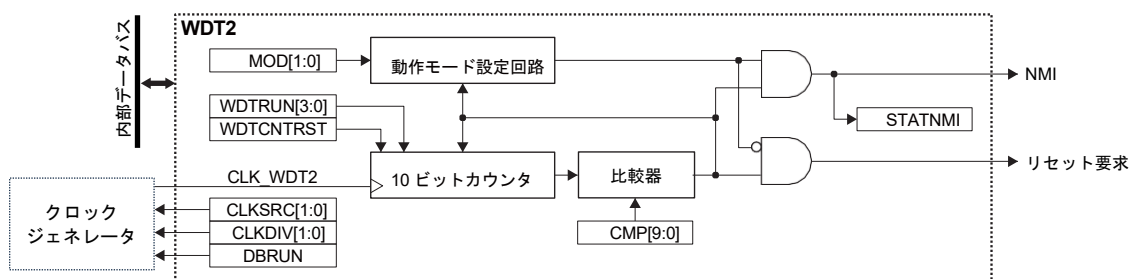 WDT2
内部データバス
MOD[1:0]
動作モード設定回路
NMI
WDTRUN[3:0]
WDTCNTRST
STATNMI
CLK_WDT2
10 ビットカウンタ
比較器
リセット要求
クロック
ジェネレータ
CLKSRC[1:0]
CLKDIV[1:0]
DBRUN
CMP[9:0]